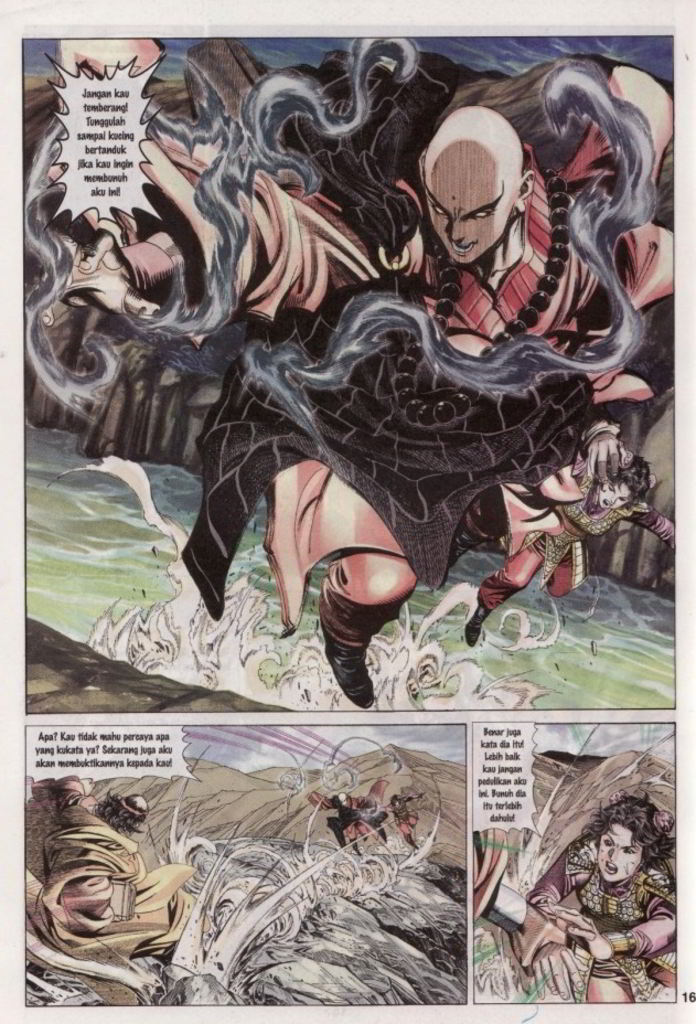 Jangan kau
temberang!
Tunggulah
sampai kucing
bertanduk
jika kau ingin
membunuh
aku ini!
Apa? Kau tidak mahu percaya apa
yang kukata ya? Sekarang juga aku
akan membuktikannya kepada kau!
Benar juga
kata dia itu!
Lebih baik
kau jangan
pedulikan aku
ini. Bunuh dia
itu terlebih
dahulu!
16